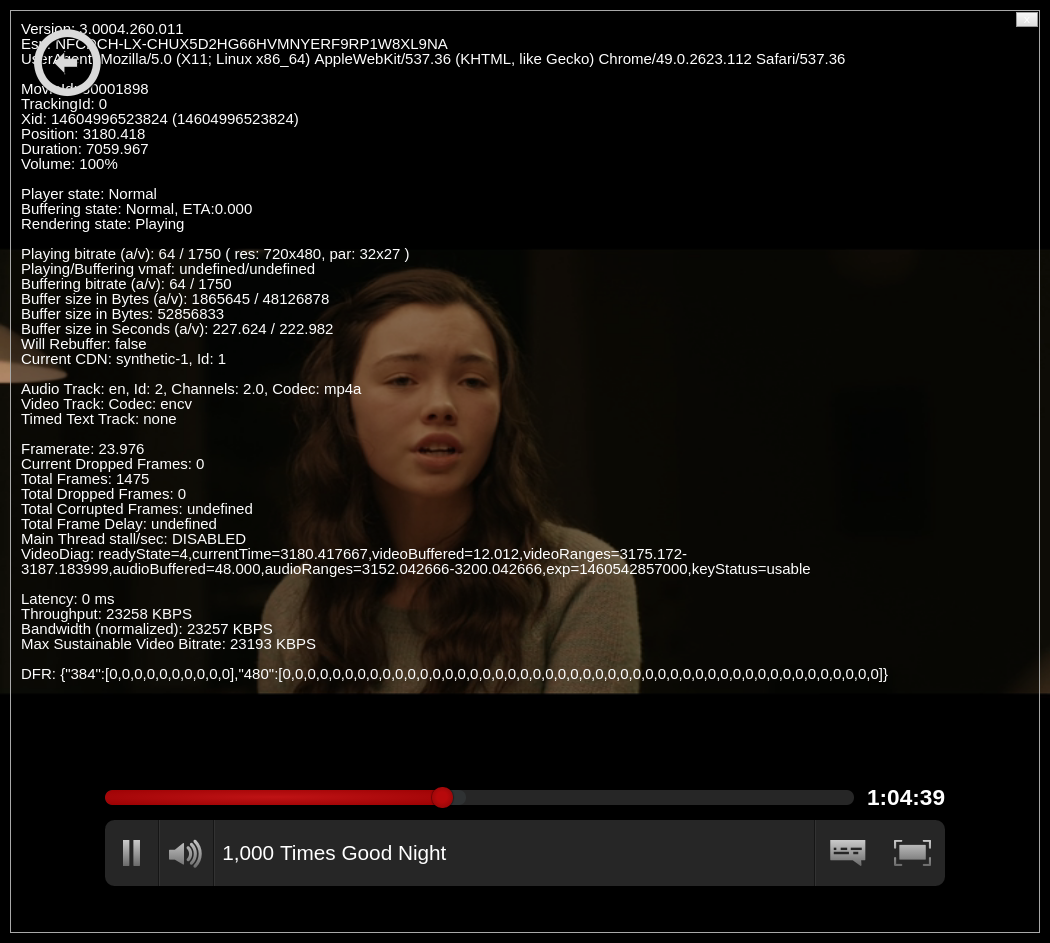 Version: 3.0004.260.011
Esn: NFCDCH-LX-CHUX5D2HG66HVMNYERF9RP1W8XL9NA
UserAgent: Mozilla/5.0 (X11; Linux x86_64) AppleWebKit/537.36 (KHTML, like Gecko) Chrome/49.0.2623.112 Safari/537.36
MovieId: 80001898
TrackingId: 0
Xid: 14604996523824 (14604996523824)
Position: 3180.418
Duration: 7059.967
Volume: 100%
Player state: Normal
Buffering state: Normal, ETA:0.000
Rendering state: Playing
Playing bitrate (a/v): 64 / 1750 ( res: 720x480, par: 32x27 )
Playing/Buffering vmaf: undefined/undefined
Buffering bitrate (a/v): 64 / 1750
Buffer size in Bytes (a/v): 1865645 / 48126878
Buffer size in Bytes: 52856833
Buffer size in Seconds (a/v): 227.624 / 222.982
Will Rebuffer: false
Current CDN: synthetic-1, Id: 1
Audio Track: en, Id: 2, Channels: 2.0, Codec: mp4a
Video Track: Codec: encv
Timed Text Track: none
Framerate: 23.976
Current Dropped Frames: 0
Total Frames: 1475
Total Dropped Frames: 0
Total Corrupted Frames: undefined
Total Frame Delay: undefined
Main Thread stall/sec: DISABLED
VideoDiag: readyState=4,currentTime=3180.417667,videoBuffered=12.012,videoRanges=3175.172-
3187.183999,audioBuffered=48.000,audioRanges=3152.042666-3200.042666,exp=1460542857000,keyStatus=usable
Latency: 0 ms
Throughput: 23258 KBPS
Bandwidth (normalized): 23257 KBPS
Max Sustainable Video Bitrate: 23193 KBPS
DFR: {"384":[0,0,0,0,0,0,0,0,0,0],"480":[0,0,0,0,0,0,0,0,0,0,0,0,0,0,0,0,0,0,0,0,0,0,0,0,0,0,0,0,0,0,0,0,0,0,0,0,0,0,0,0,0,0,0,0,0,0,0,0]}
1:04:39
1,000 Times Good Night